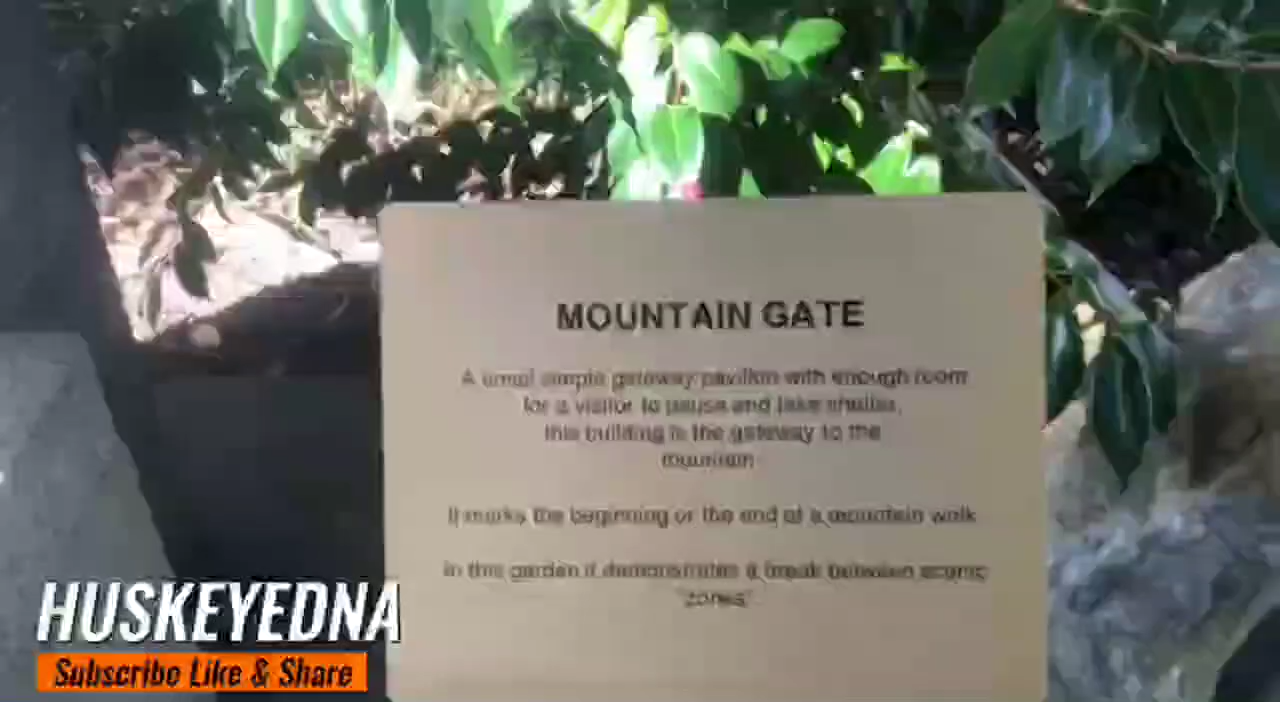 MOUNTAIN GATE
A small simple gateway pavilion with enough room
for a visitor to pause and take shelter,
this building is the gateway to the
mountain
It marks the beginning or the end of a mountain walk
In this garden it demonstrates a break between scenic
'zones'
HUSKEYEDNA
Subscribe Like & Share